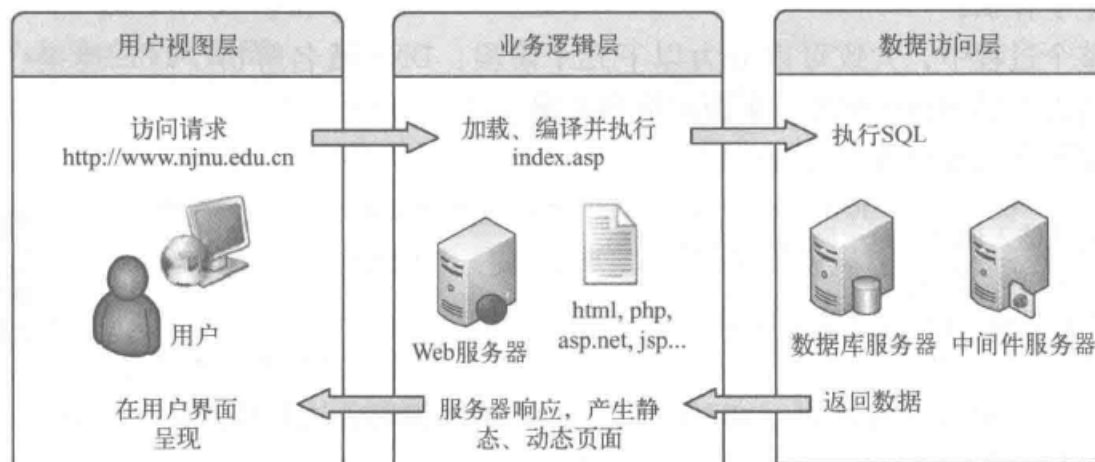 用户视图层
业务逻辑层
数据访问层
访问请求
http://www.njnu.edu.cn
加载、编译并执行
index.asp
执行SQL
用户
Web服务器
html, php,
asp.net, jsp...
数据库服务器
中间件服务器
在用户界面
呈现
服务器响应，产生静
态、动态页面
返回数据